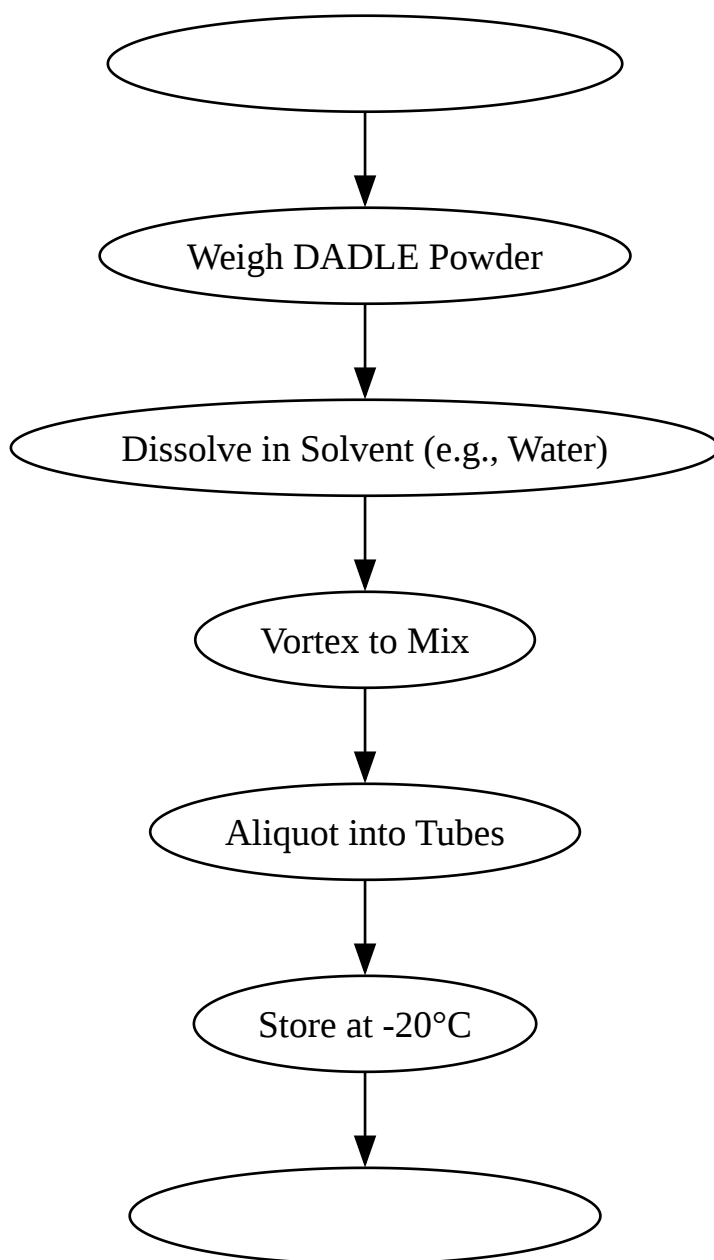 Weigh DADLE Powder
Dissolve in Solvent (e.g., Water)
Vortex to Mix
Aliquot into Tubes
Store at -20°C